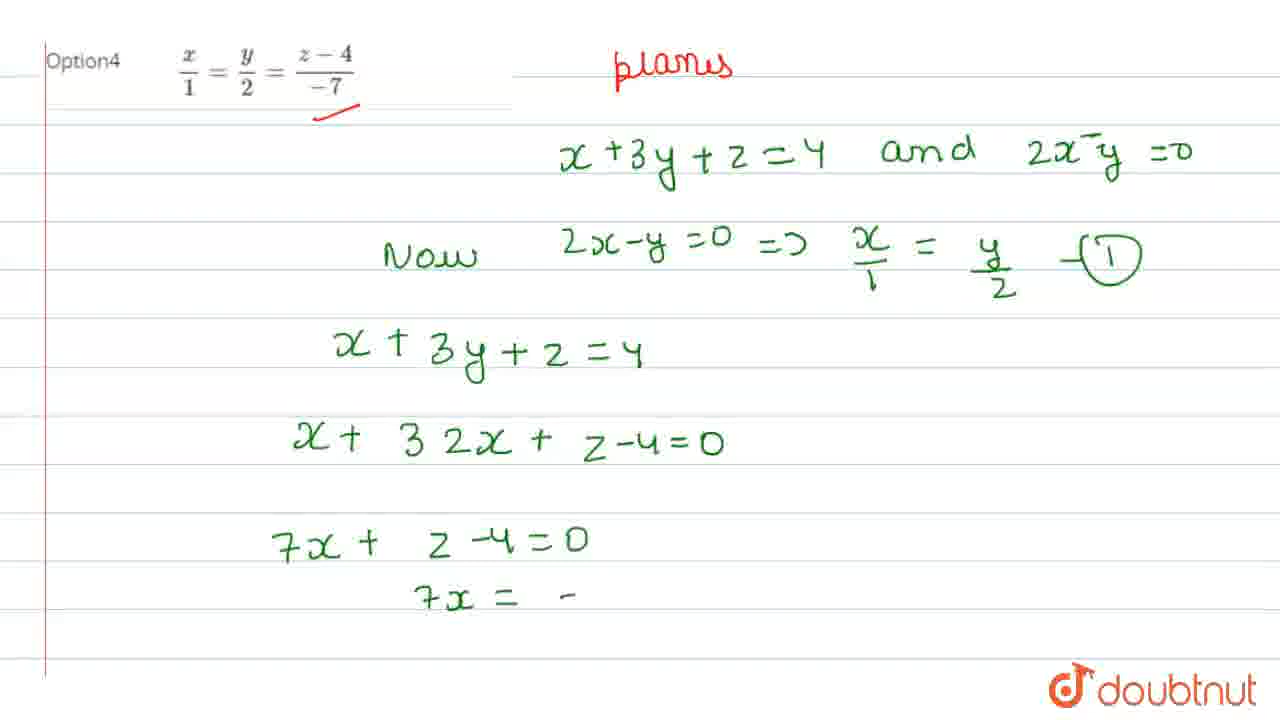 Option4 x/1 = y/2 = z-4/-7
planes
x+3y+z=4 and 2x-y=0
Now 2x-y=0 => x/1 = y/2 -①
x+3y+z=4
x+ 3 2x+ z-4=0
7x+ z-4=0
7x= -
doubtnut